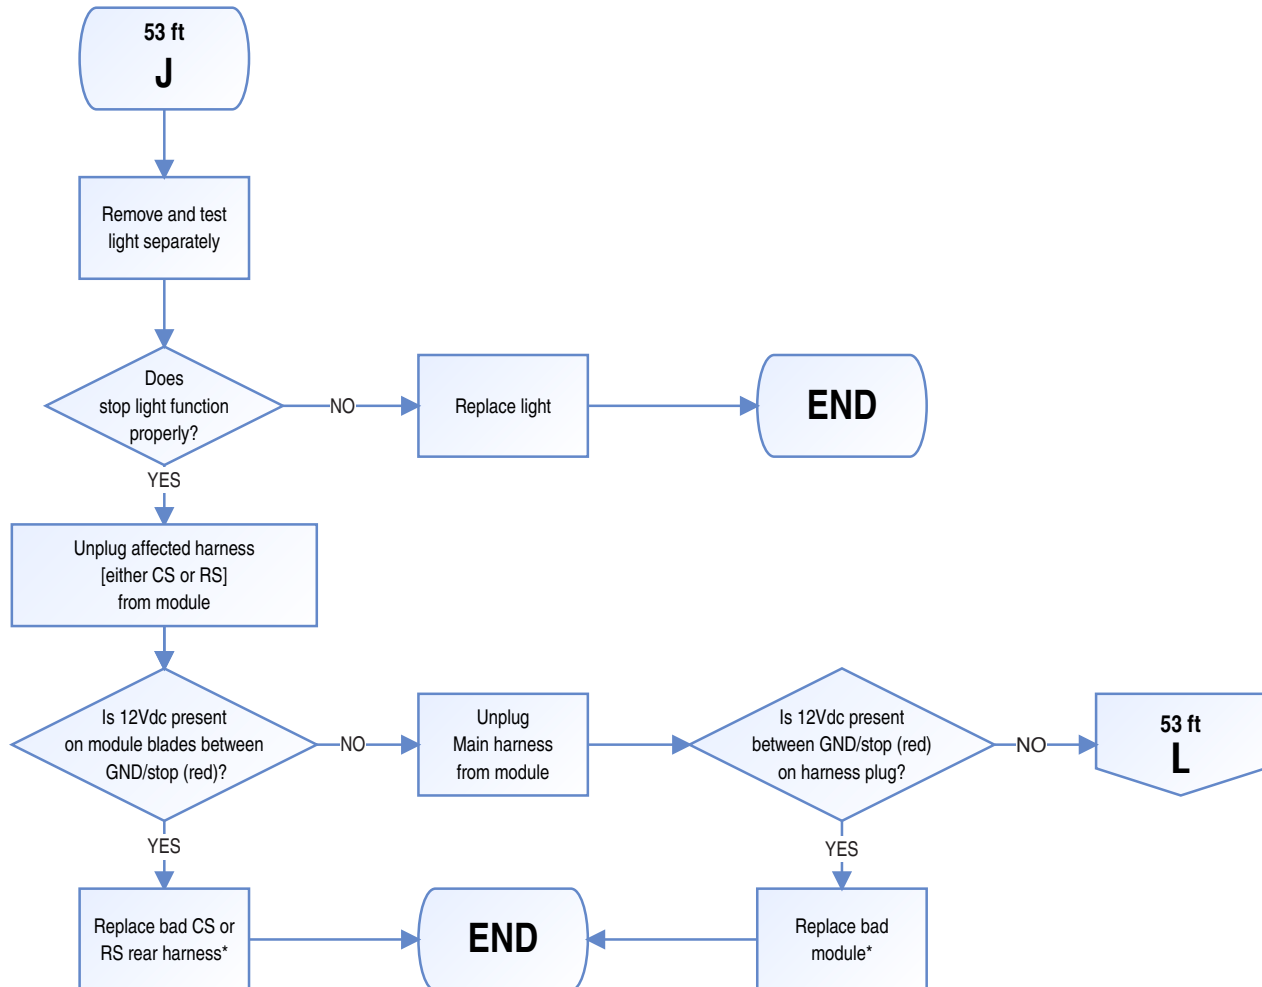 53 ft
J
Remove and test
light separately
Does
stop light function
properly?
NO
Replace light
END
YES
Unplug affected harness
[either CS or RS]
from module
Is 12Vdc present
on module blades between
GND/stop (red)?
NO
Unplug
Main harness
from module
Is 12Vdc present
between GND/stop (red)
on harness plug?
NO
53 ft
L
YES
YES
Replace bad CS or
RS rear harness*
END
Replace bad
module*